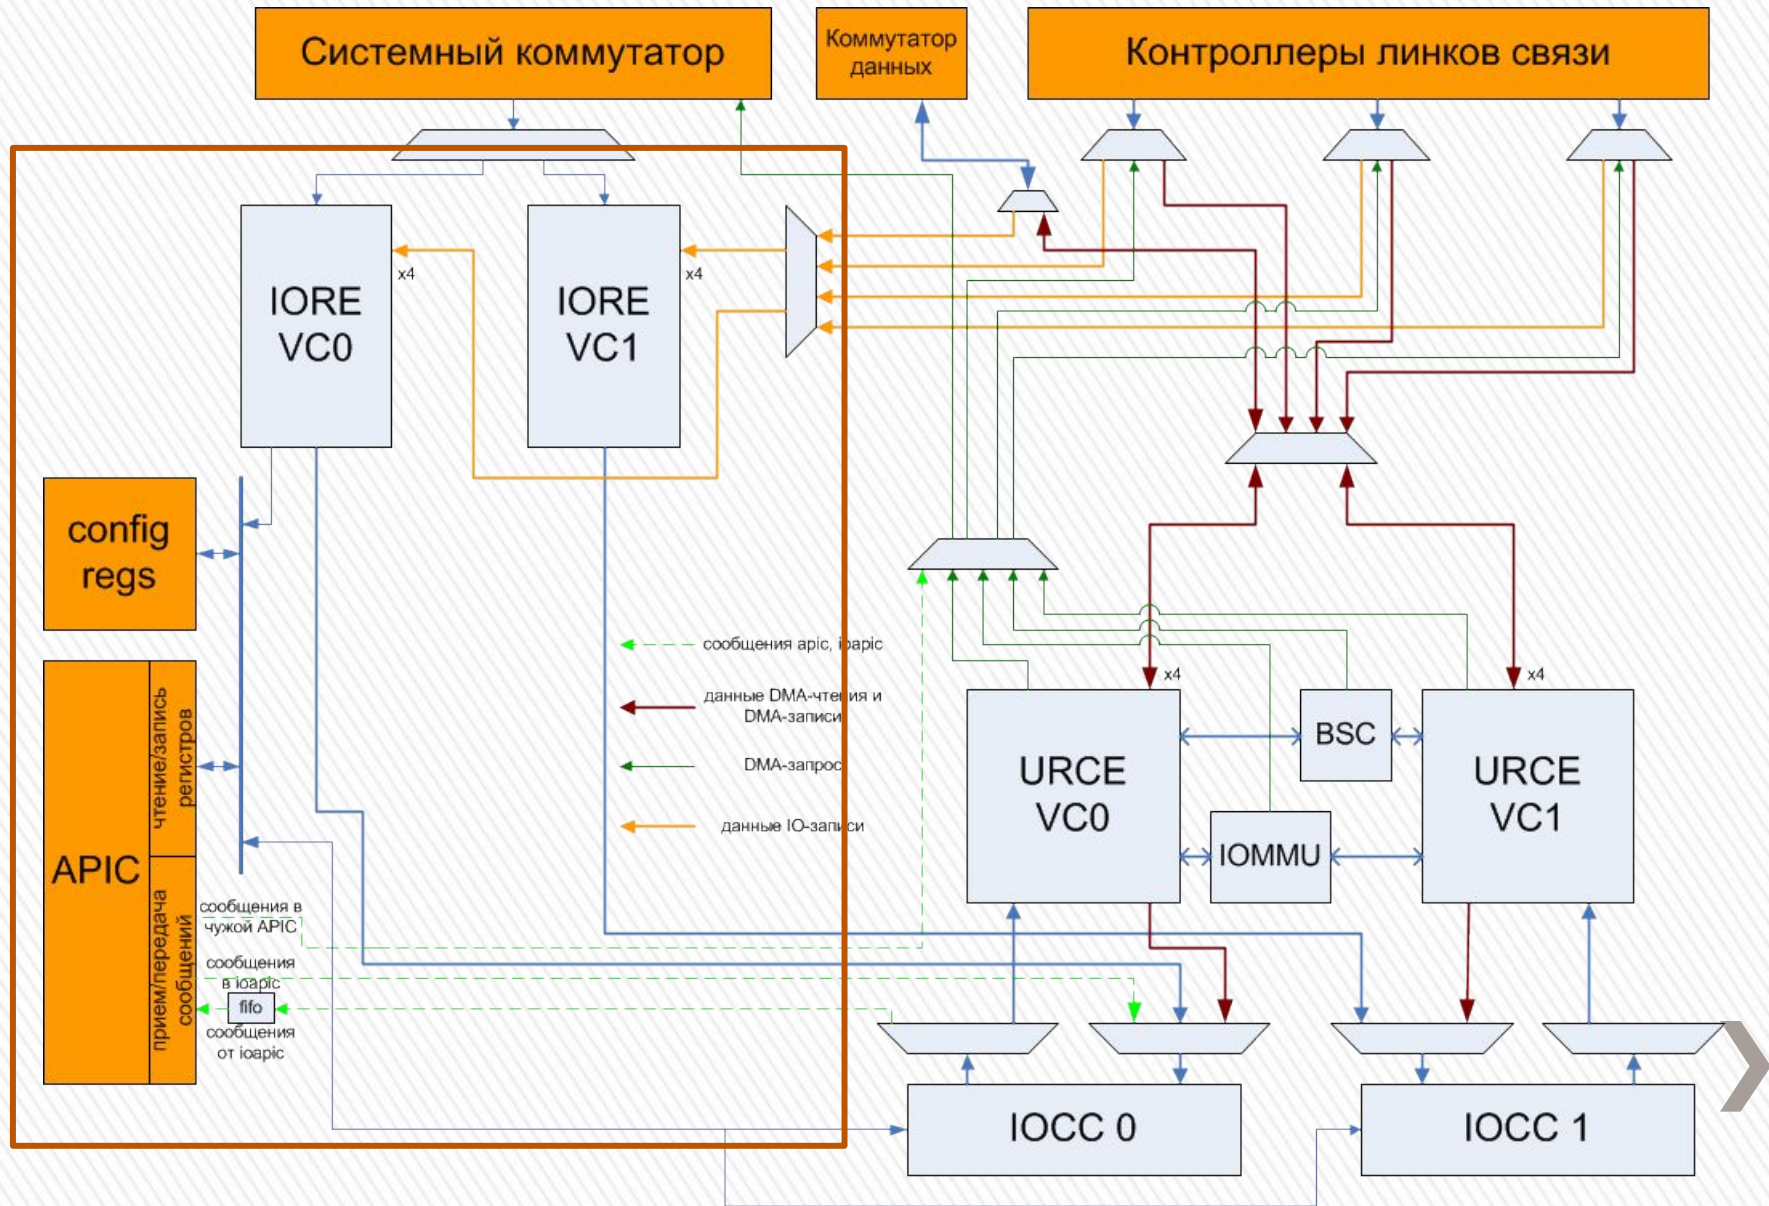 Системный коммутатор
Коммутатор
данных
Контроллеры линков связи
IORE
VC0
x4
IORE
VC1
x4
config
regs
сообщения apic, ioapic
данные DMA-чтения и
DMA-записи
DMA-запрос
данные IO-записи
APIC
чтение/запись
регистров
прием/передача
сообщений
сообщения в
чужой APIC
сообщения
в ioapic
fifo
сообщения
от ioapic
x4
x4
URCE
VC0
BSC
IOMMU
URCE
VC1
IOCC 0
IOCC 1